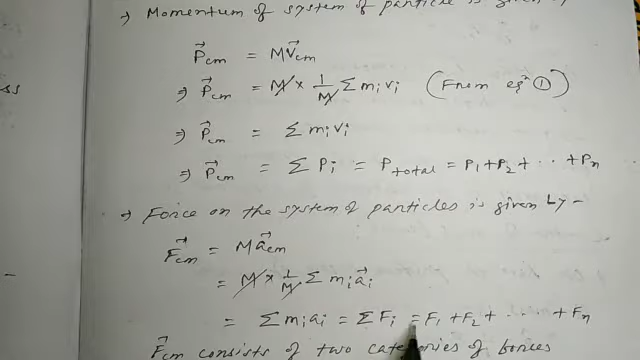 → Momentum of system of particle is given by
P⃗cm = MV⃗cm
ss
⇒ P⃗cm = M × 1/M Σ mivi (From eqⁿ ①)
⇒ P⃗cm = Σ mivi
⇒ P⃗cm = Σ Pi = Ptotal = P1 + P2 + ·· ·· + Pn
→ Force on the system of particles is given by –
F⃗cm = Ma⃗cm
= M × 1/M Σ mia⃗i
= Σ miai = Σ Fi = F1 + F2 + ·· ·· + Fn
F⃗cm consists of two categories of forces